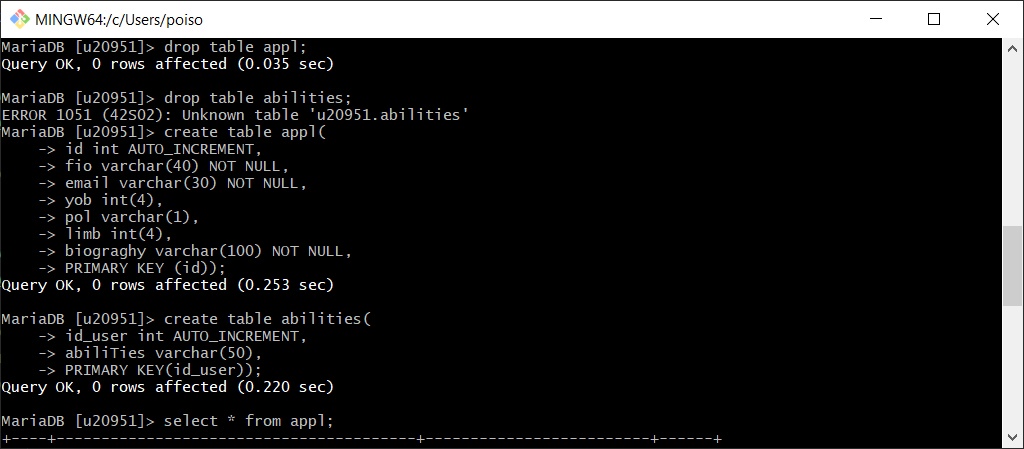 MINGW64:/c/Users/poiso
MariaDB [u20951]> drop table appl;
Query OK, 0 rows affected (0.035 sec)
MariaDB [u20951]> drop table abilities;
ERROR 1051 (42S02): Unknown table 'u20951.abilities'
MariaDB [u20951]> create table appl(
    -> id int AUTO_INCREMENT,
    -> fio varchar(40) NOT NULL,
    -> email varchar(30) NOT NULL,
    -> yob int(4),
    -> pol varchar(1),
    -> limb int(4),
    -> biograghy varchar(100) NOT NULL,
    -> PRIMARY KEY (id));
Query OK, 0 rows affected (0.253 sec)
MariaDB [u20951]> create table abilities(
    -> id_user int AUTO_INCREMENT,
    -> abiliTies varchar(50),
    -> PRIMARY KEY(id_user));
Query OK, 0 rows affected (0.220 sec)
MariaDB [u20951]> select * from appl;
+----+----------------------------------------+-------------------------+------+